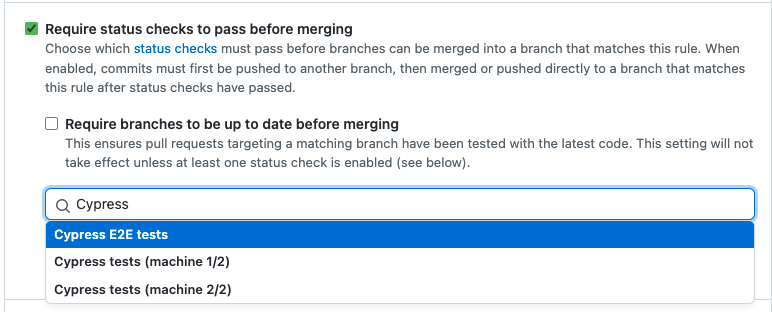 Require status checks to pass before merging
Choose which status checks must pass before branches can be merged into a branch that matches this rule. When
enabled, commits must first be pushed to another branch, then merged or pushed directly to a branch that matches
this rule after status checks have passed.
Require branches to be up to date before merging
This ensures pull requests targeting a matching branch have been tested with the latest code. This setting will not
take effect unless at least one status check is enabled (see below).
Cypress
Cypress E2E tests
Cypress tests (machine 1/2)
Cypress tests (machine 2/2)